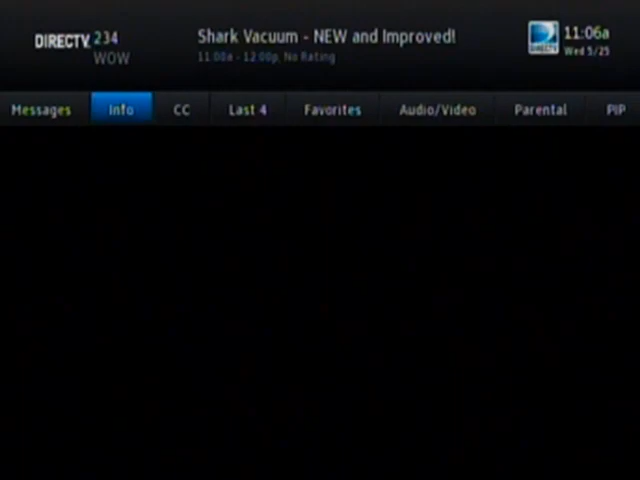 DIRECTV 234
WOW
Shark Vacuum - NEW and Improved!
11:00a - 12:00p, No Rating
DIRECTV
11:06a
Wed 5/25
Messages Info CC Last 4 Favorites Audio/Video Parental PIP